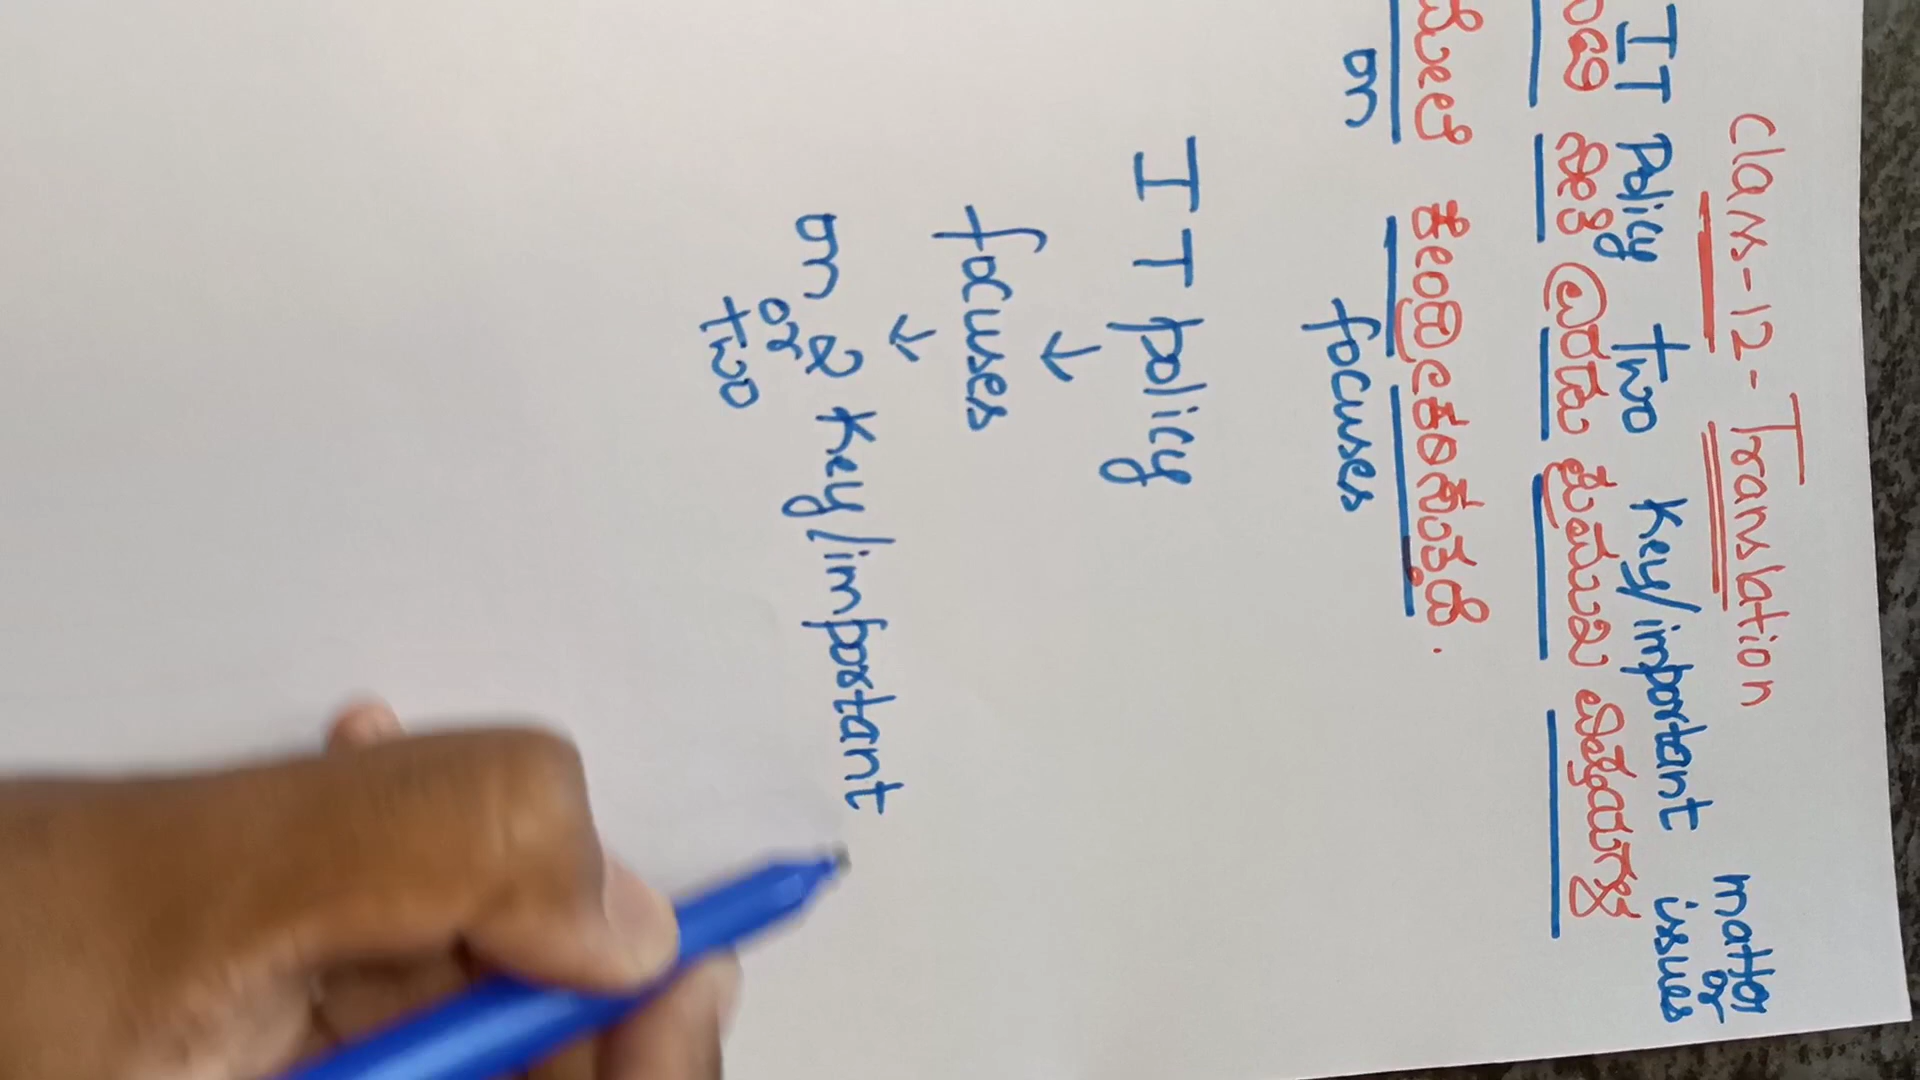 Class-12- Translation
matter
or
IT Policy two Key/important issues
ನೀತಿ ಎರಡು ಪ್ರಮುಖ ವಿಷಯಗಳ
ಮೇಲೆ ಕೇಂದ್ರೀಕರಿಸುತ್ತದೆ.
on focuses
IT policy
↓
focuses
↓
on 2 Key/important
or
two